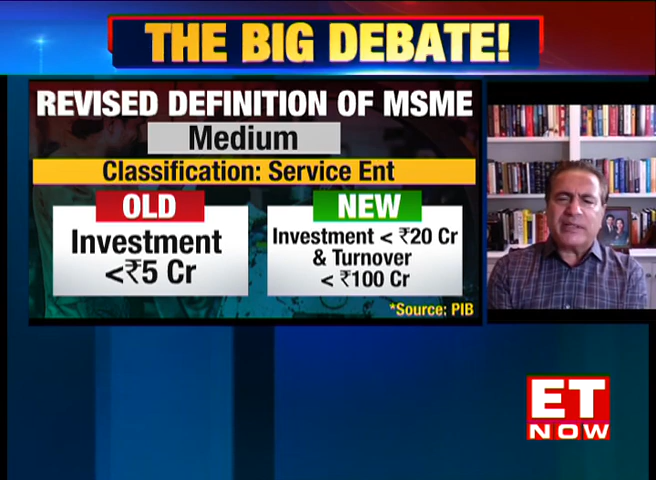 THE BIG DEBATE!
REVISED DEFINITION OF MSME
Medium
Classification: Service Ent
OLD
Investment
<₹5 Cr
NEW
Investment < ₹20 Cr
& Turnover
< ₹100 Cr
*Source: PIB
ET
NOW